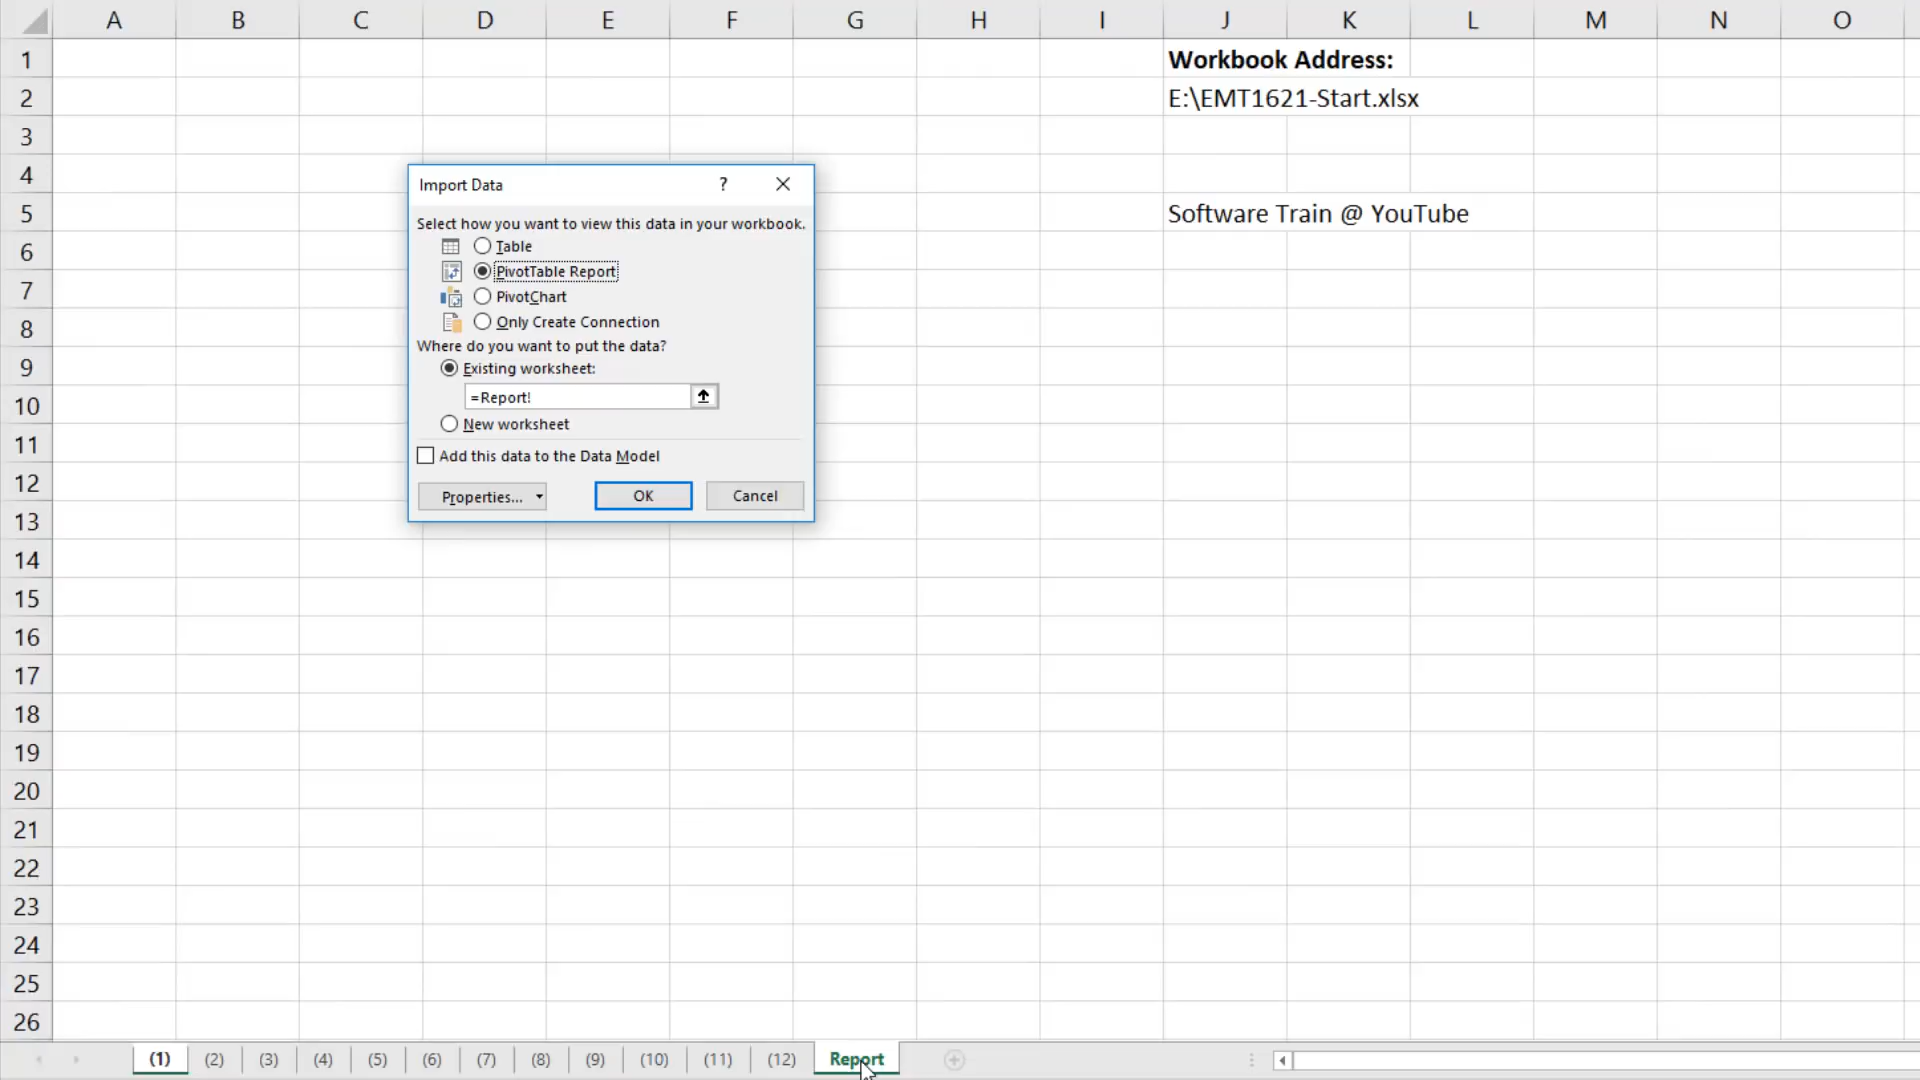 A B C D E F G H I J K L M N O
1 Workbook Address:
2 E:\EMT1621-Start.xlsx
3
4
Import Data ?
5 Software Train @ YouTube
Select how you want to view this data in your workbook.
Table
6
PivotTable Report
7
PivotChart
8
Only Create Connection
Where do you want to put the data?
9
Existing worksheet:
=Report!
10
New worksheet
11
Add this data to the Data Model
12
Properties... OK Cancel
13
14
15
16
17
18
19
20
21
22
23
24
25
26
(1) (2) (3) (4) (5) (6) (7) (8) (9) (10) (11) (12) Report